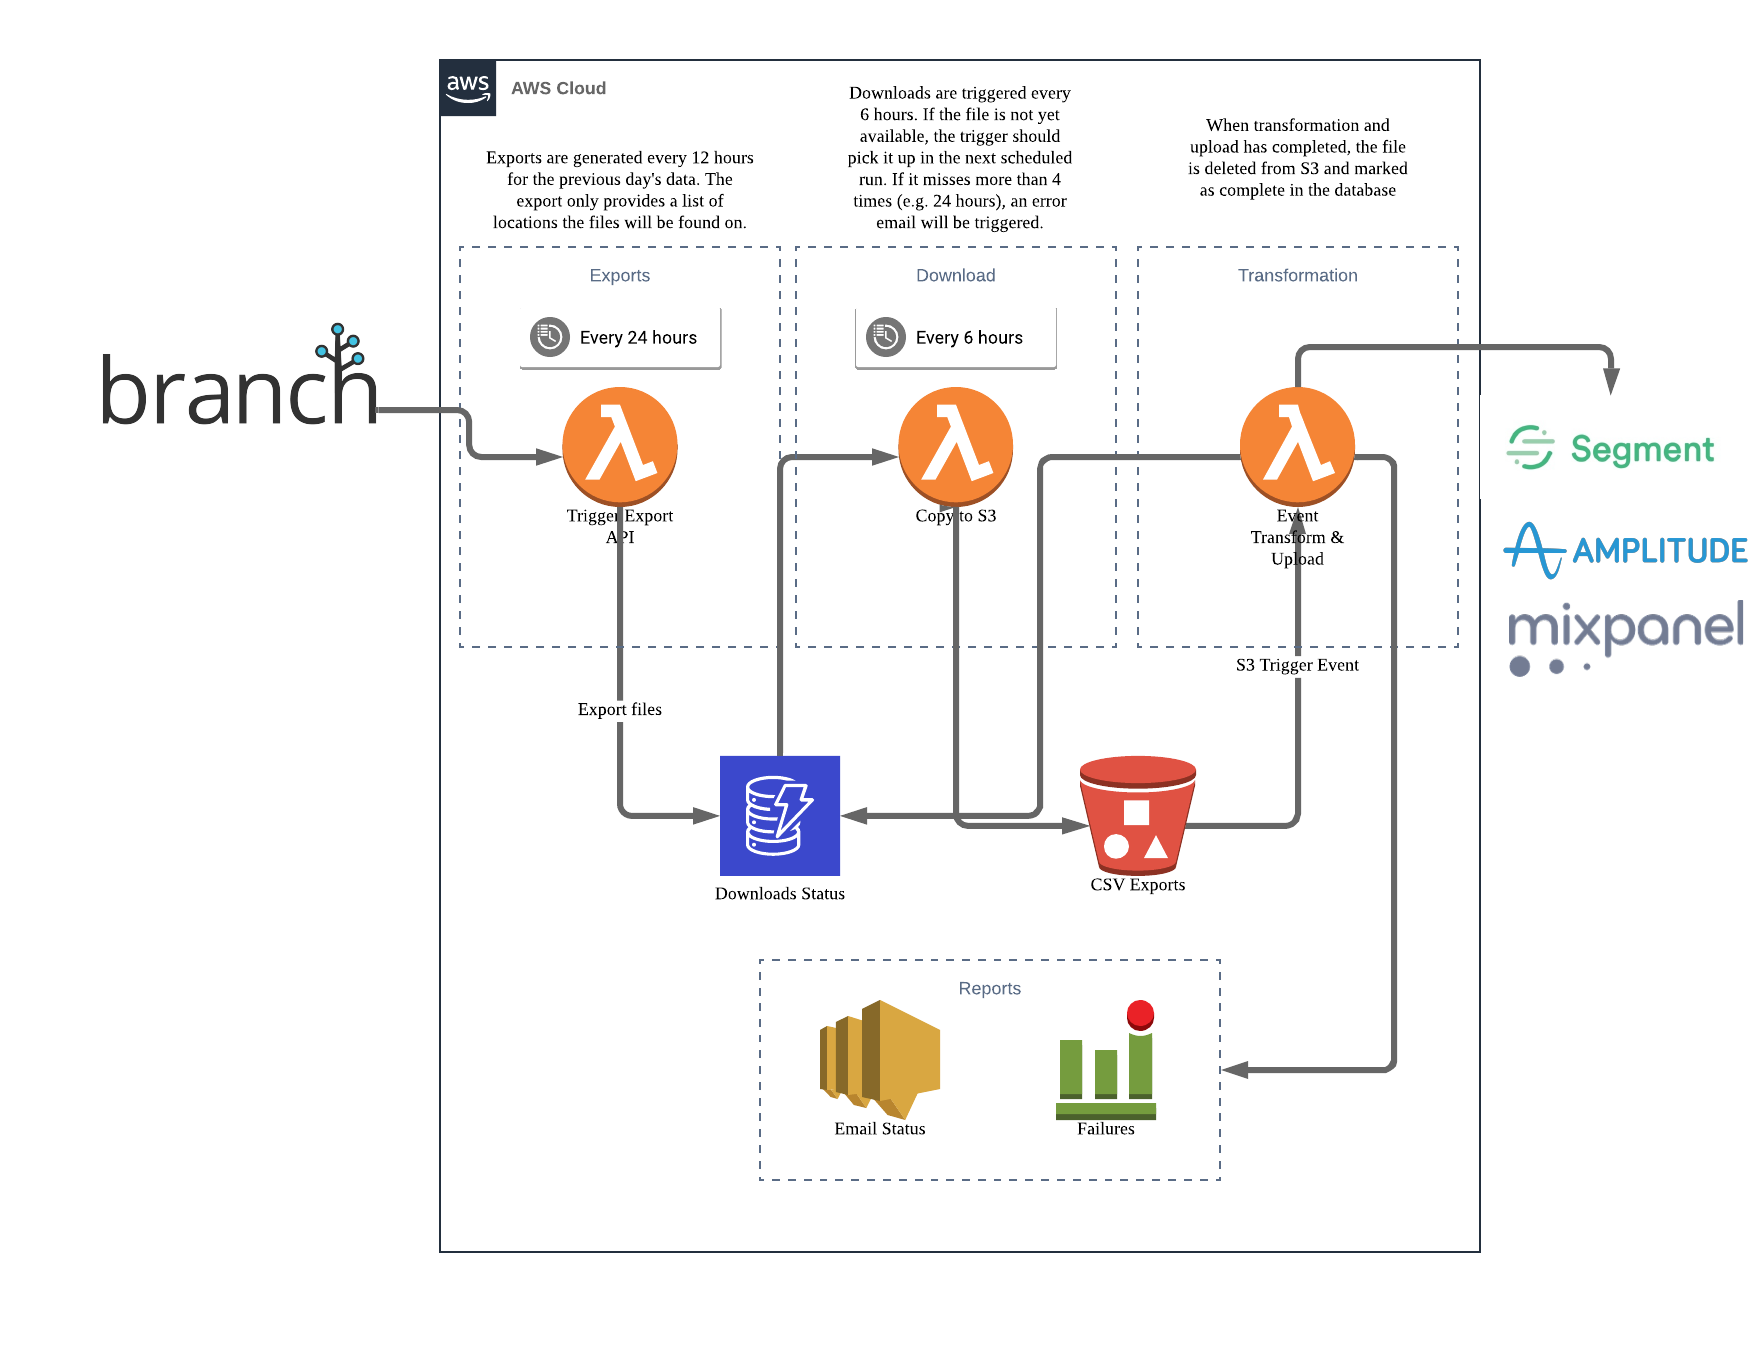 aws
AWS Cloud
Exports are generated every 12 hours
for the previous day's data. The
export only provides a list of
locations the files will be found on.
Downloads are triggered every
6 hours. If the file is not yet
available, the trigger should
pick it up in the next scheduled
run. If it misses more than 4
times (e.g. 24 hours), an error
email will be triggered.
When transformation and
upload has completed, the file
is deleted from S3 and marked
as complete in the database
Exports
Download
Transformation
Every 24 hours
Every 6 hours
branch
Segment
AMPLITUDE
mixpanel
Trigger Export
API
Copy to S3
Event
Transform &
Upload
S3 Trigger Event
Export files
Downloads Status
CSV Exports
Reports
Email Status
Failures